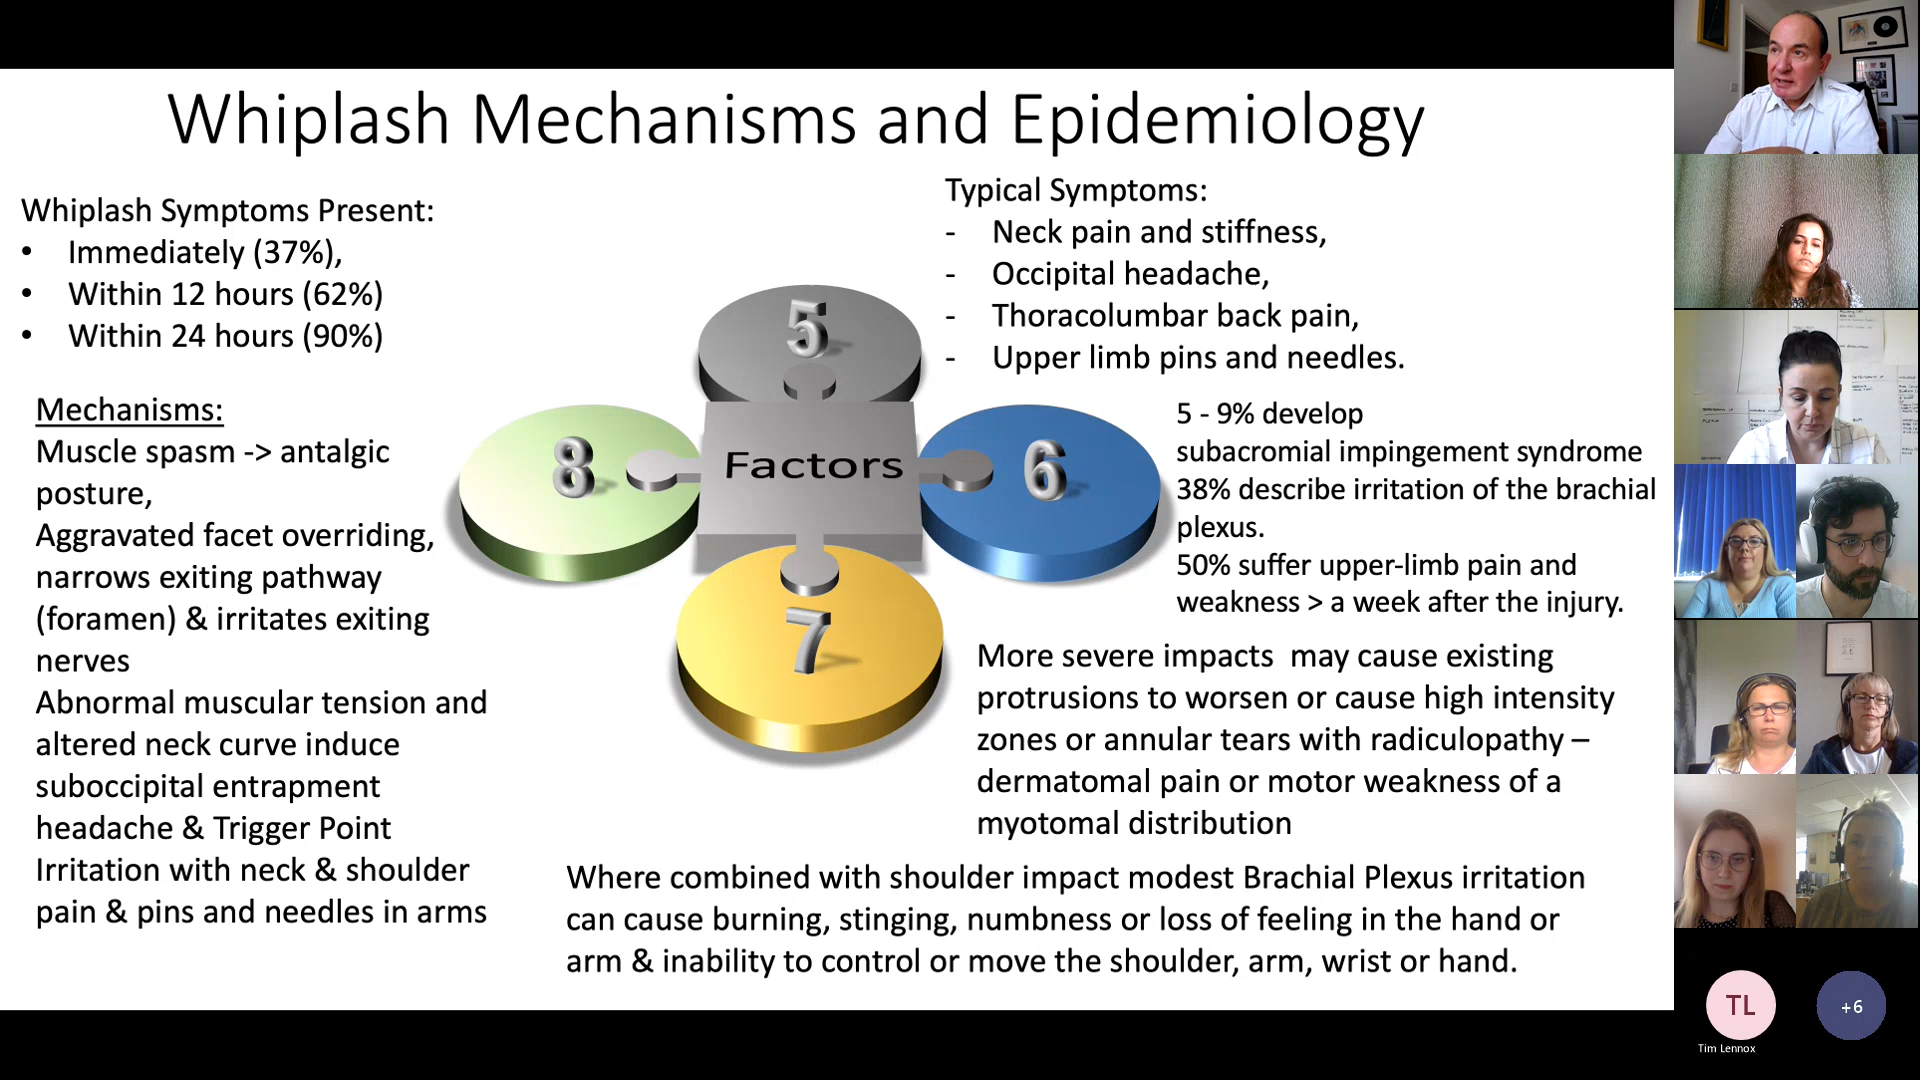 Whiplash Mechanisms and Epidemiology
Whiplash Symptoms Present:
• Immediately (37%),
• Within 12 hours (62%)
• Within 24 hours (90%)
Mechanisms:
Muscle spasm -> antalgic
posture,
Aggravated facet overriding,
narrows exiting pathway
(foramen) & irritates exiting
nerves
Abnormal muscular tension and
altered neck curve induce
suboccipital entrapment
headache & Trigger Point
Irritation with neck & shoulder
pain & pins and needles in arms
5
8
Factors
6
7
Typical Symptoms:
- Neck pain and stiffness,
- Occipital headache,
- Thoracolumbar back pain,
- Upper limb pins and needles.
5 - 9% develop
subacromial impingement syndrome
38% describe irritation of the brachial
plexus.
50% suffer upper-limb pain and
weakness > a week after the injury.
More severe impacts  may cause existing
protrusions to worsen or cause high intensity
zones or annular tears with radiculopathy –
dermatomal pain or motor weakness of a
myotomal distribution
Where combined with shoulder impact modest Brachial Plexus irritation
can cause burning, stinging, numbness or loss of feeling in the hand or
arm & inability to control or move the shoulder, arm, wrist or hand.
TL
+6
Tim Lennox